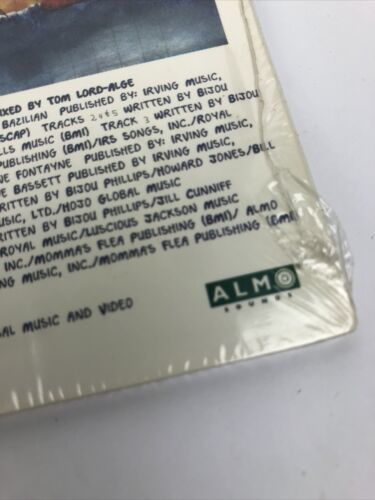 IXED BY TOM LORD-ALGE
BAZILIAN PUBLISHED BY: IRVING MUSIC,
SCAP) TRACKS 2&5 WRITTEN BY BIJOU
LLS MUSIC (BMI) TRACK 3 WRITTEN BY BIJOU
PUBLISHING (BMI)/IRS SONGS, INC./ROYAL
NE FONTAYNE PUBLISHED BY: IRVING MUSIC,
E BASSETT PUBLISHED BY IRVING MUSIC,
RITTEN BY BIJOU PHILLIPS/HOWARD JONES/BILL
USIC, LTD./HOJO GLOBAL MUSIC
WRITTEN BY BIJOU PHILLIPS/JILL CUNNIFF
ROYAL MUSIC/LUSCIOUS JACKSON MUSIC
, INC./MOMMA'S FLEA PUBLISHING (BMI)/ ALMO
NG MUSIC, INC./MOMMA'S FLEA PUBLISHING (BMI)
SAL MUSIC AND VIDEO
ALMO
SOUNDS